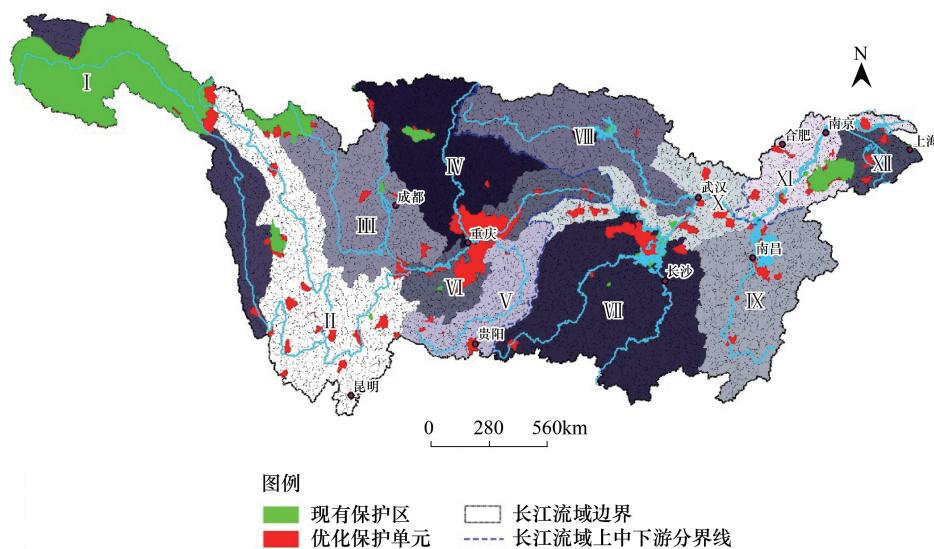 N
I
II
III
IV
V
VI
VII
VIII
IX
X
XI
XII
成都
重庆
贵阳
昆明
武汉
长沙
南昌
合肥
南京
上海
0 280 560km
图例
现有保护区 长江流域边界
优化保护单元 长江流域上中下游分界线